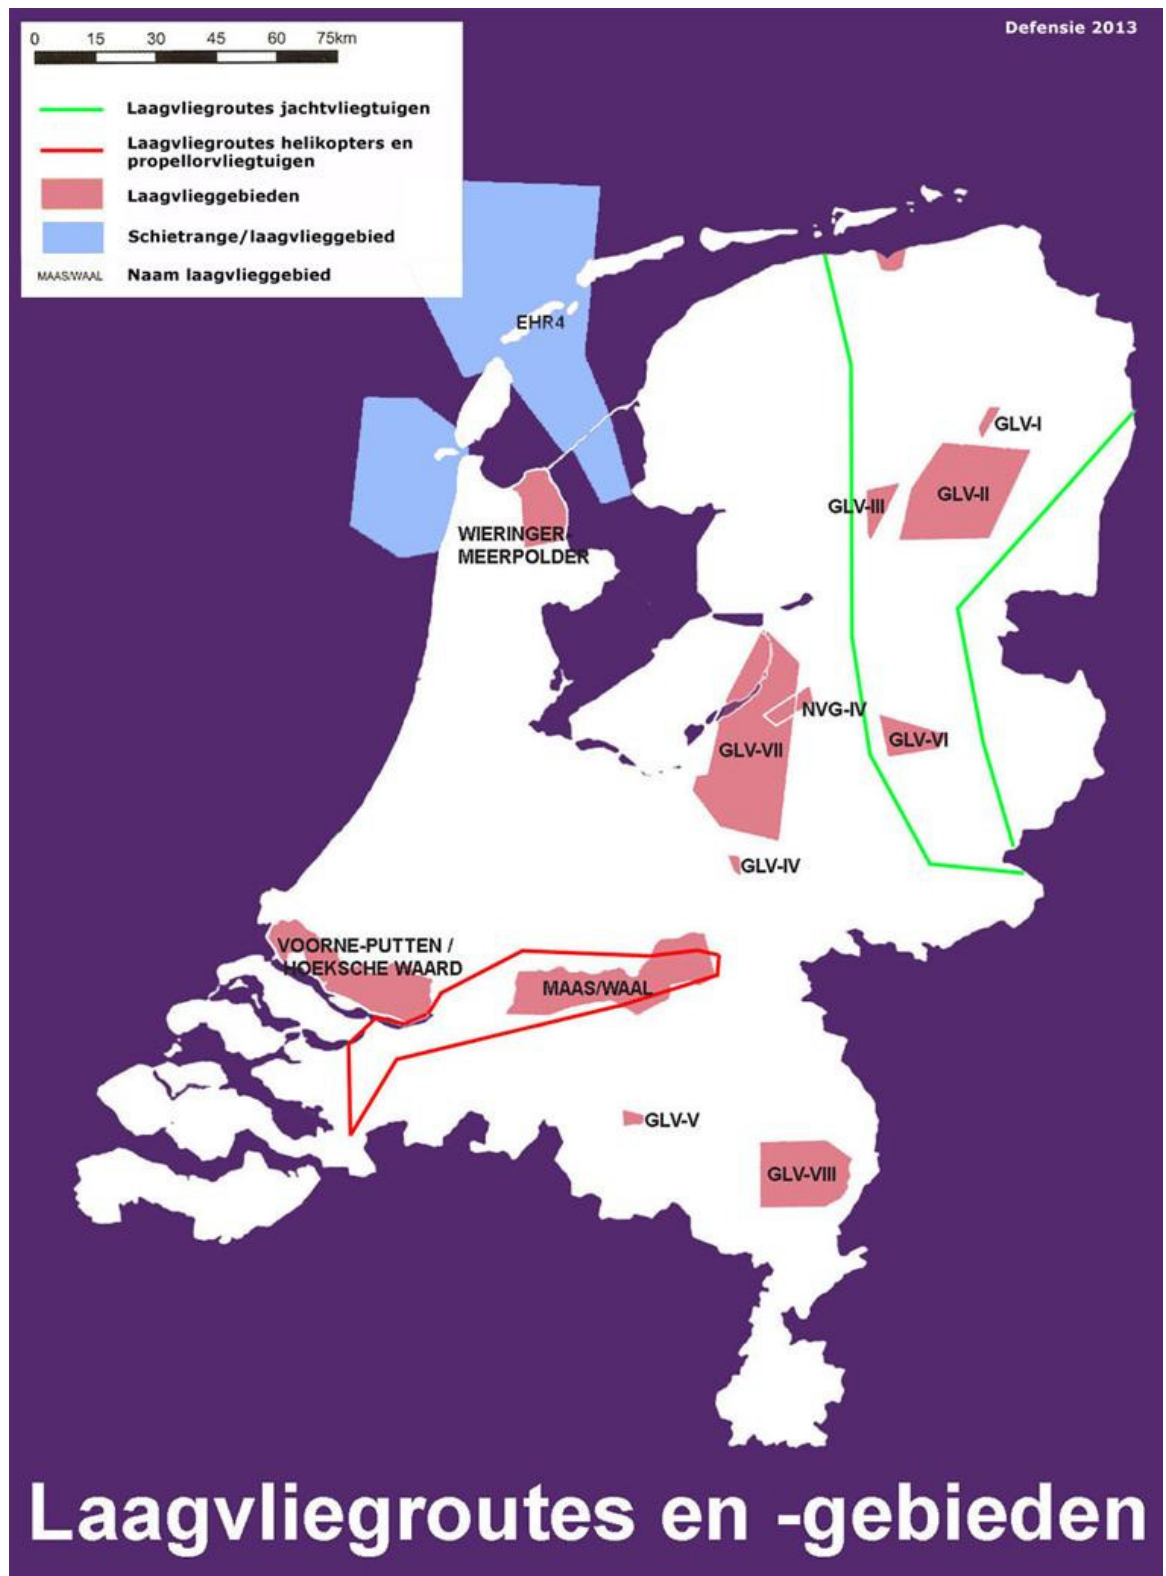 Defensie 2013
0 15 30 45 60 75km
Laagvliegroutes jachtvliegtuigen
Laagvliegroutes helikopters en
propellorvliegtuigen
Laagvlieggebieden
Schietrange/laagvlieggebied
MAAS/WAAL Naam laagvlieggebied
EHR4
GLV-I
GLV-II
GLV-III
WIERINGER-
MEERPOLDER
NVG-IV
GLV-VI
GLV-VII
GLV-IV
VOORNE-PUTTEN /
HOEKSCHE WAARD
MAAS/WAAL
GLV-V
GLV-VIII
Laagvliegroutes en -gebieden